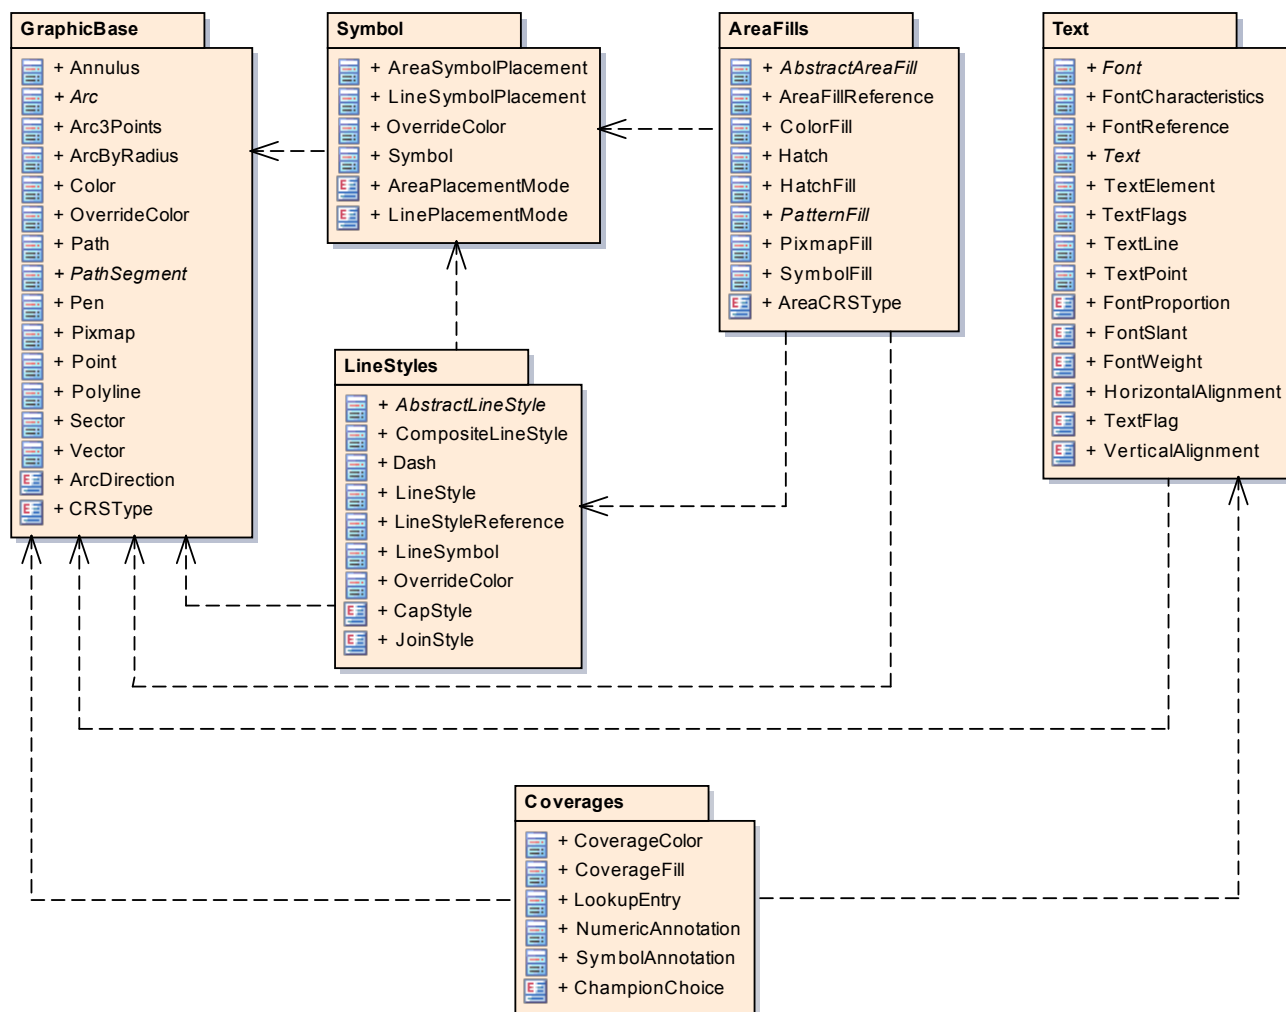 GraphicBase
+ Annulus
+ Arc
+ Arc3Points
+ ArcByRadius
+ Color
+ OverrideColor
+ Path
+ PathSegment
+ Pen
+ Pixmap
+ Point
+ Polyline
+ Sector
+ Vector
+ ArcDirection
+ CRSType
Symbol
+ AreaSymbolPlacement
+ LineSymbolPlacement
+ OverrideColor
+ Symbol
+ AreaPlacementMode
+ LinePlacementMode
AreaFills
+ AbstractAreaFill
+ AreaFillReference
+ ColorFill
+ Hatch
+ HatchFill
+ PatternFill
+ PixmapFill
+ SymbolFill
+ AreaCRSType
Text
+ Font
+ FontCharacteristics
+ FontReference
+ Text
+ TextElement
+ TextFlags
+ TextLine
+ TextPoint
+ FontProportion
+ FontSlant
+ FontWeight
+ HorizontalAlignment
+ TextFlag
+ VerticalAlignment
LineStyles
+ AbstractLineStyle
+ CompositeLineStyle
+ Dash
+ LineStyle
+ LineStyleReference
+ LineSymbol
+ OverrideColor
+ CapStyle
+ JoinStyle
Coverages
+ CoverageColor
+ CoverageFill
+ LookupEntry
+ NumericAnnotation
+ SymbolAnnotation
+ ChampionChoice